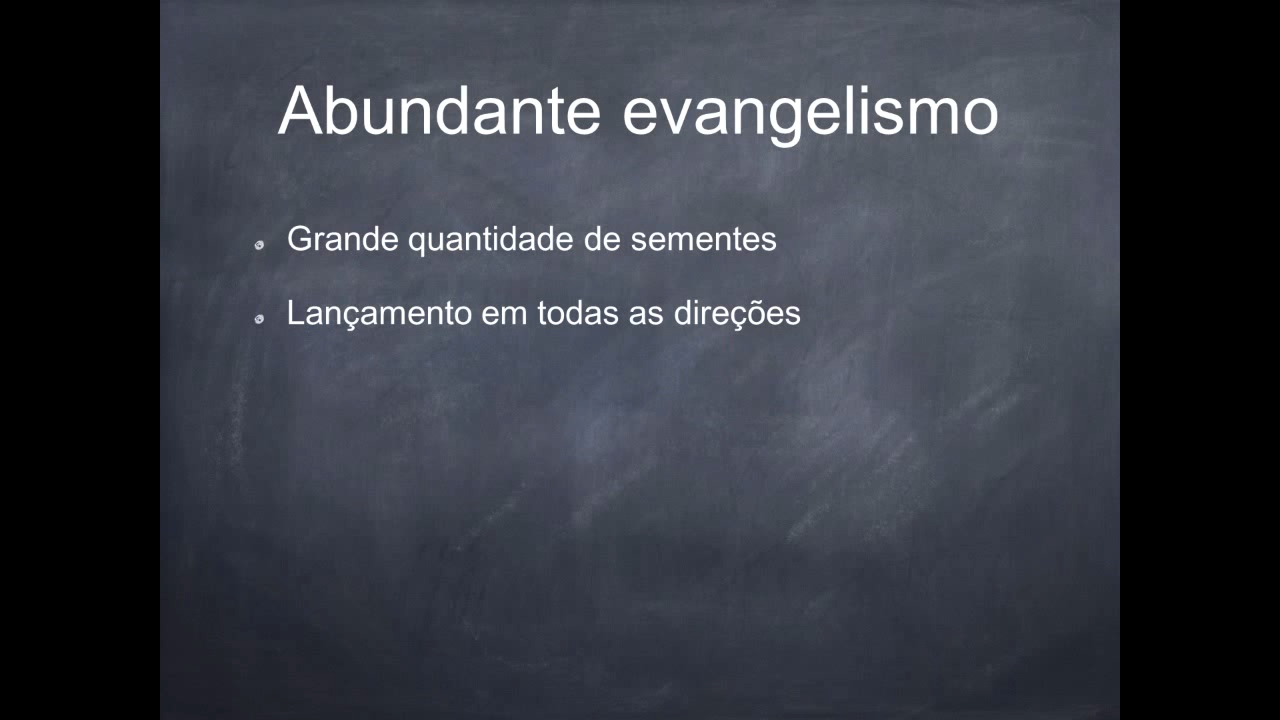 Abundante evangelismo
Grande quantidade de sementes
Lançamento em todas as direções